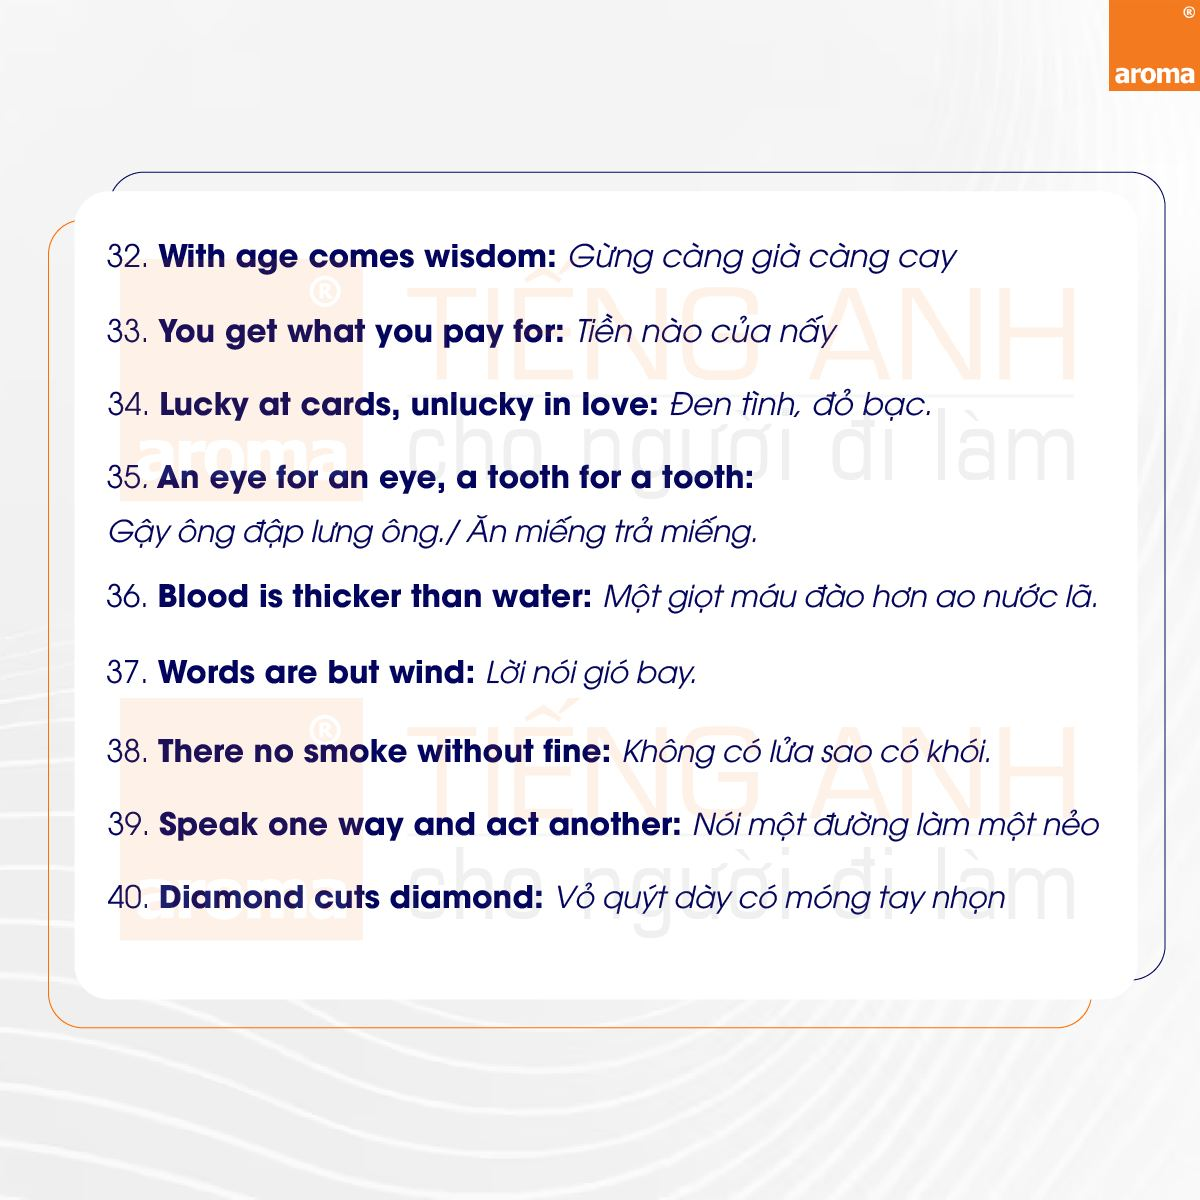 ®
aroma
32. With age comes wisdom: Gừng càng già càng cay
33. You get what you pay for: Tiền nào của nấy
34. Lucky at cards, unlucky in love: Đen tình, đỏ bạc.
35. An eye for an eye, a tooth for a tooth:
Gậy ông đập lưng ông./ Ăn miếng trả miếng.
36. Blood is thicker than water: Một giọt máu đào hơn ao nước lã.
37. Words are but wind: Lời nói gió bay.
38. There no smoke without fine: Không có lửa sao có khói.
39. Speak one way and act another: Nói một đường làm một nẻo
40. Diamond cuts diamond: Vỏ quýt dày có móng tay nhọn
®
aroma
TIẾNG ANH
cho người đi làm
®
aroma
TIẾNG ANH
cho người đi làm